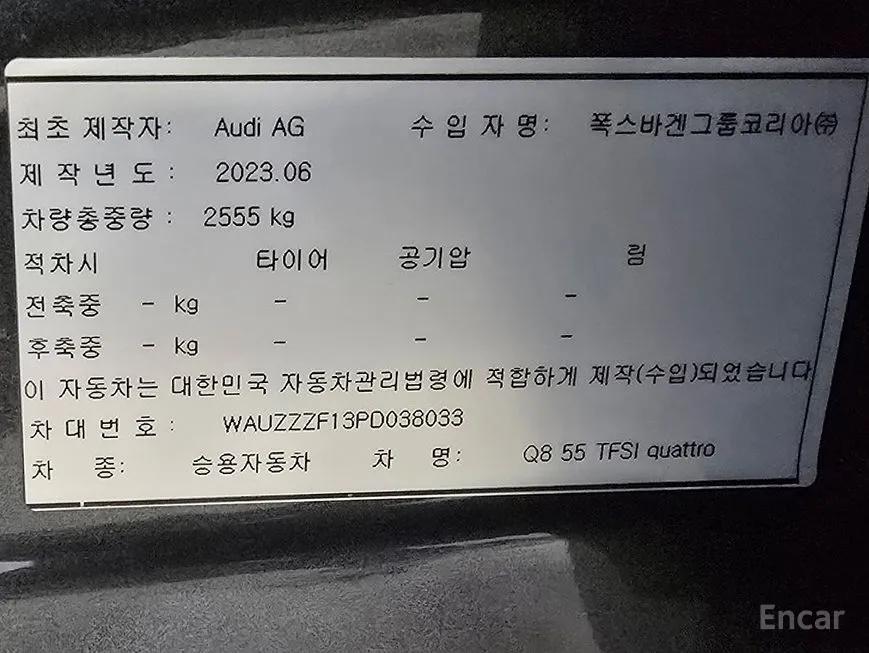 최초 제작자: Audi AG 수 입 자 명: 폭스바겐그룹코리아㈜
제 작 년 도 : 2023.06
차량총중량 : 2555 kg
적차시 타이어 공기압 림
전축중 - kg - - -
후축중 - kg - - -
이 자동차는 대한민국 자동차관리법령에 적합하게 제작(수입)되었습니다
차 대 번 호 : WAUZZZF13PD038033
차 종: 승용자동차 차 명: Q8 55 TFSI quattro
Encar